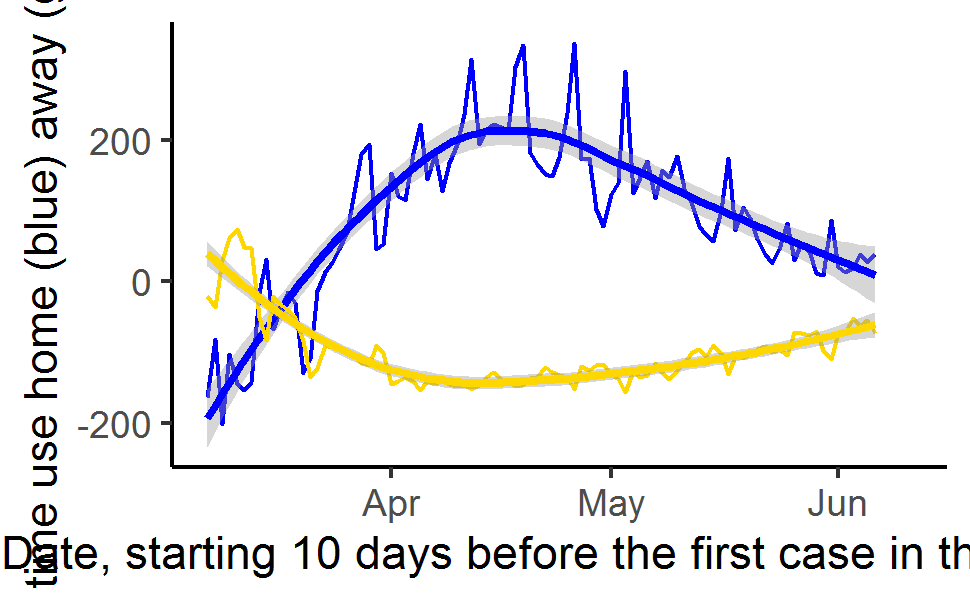 time use home (blue) away (g
200
0
-200
Apr May Jun
Date, starting 10 days before the first case in th